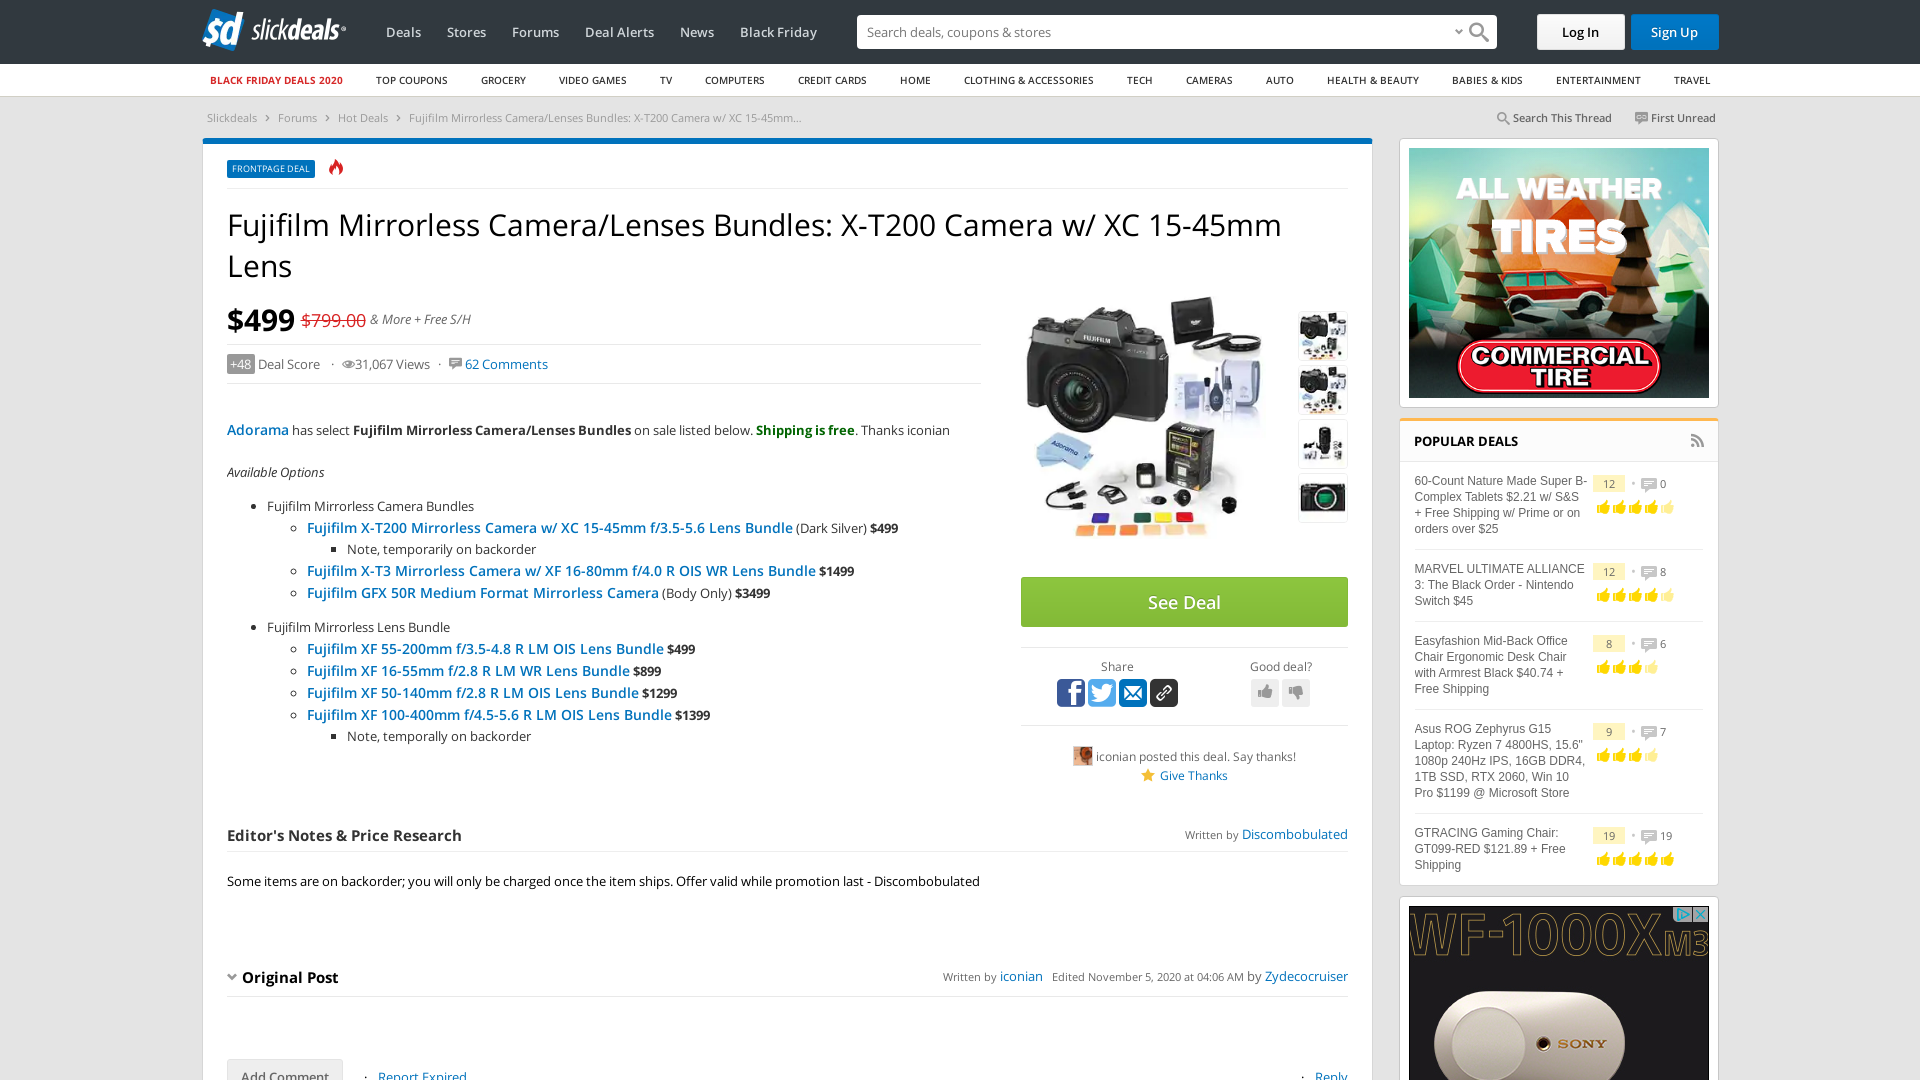 sd slickdeals®
Deals Stores Forums Deal Alerts News Black Friday
Search deals, coupons & stores
Log In
Sign Up
BLACK FRIDAY DEALS 2020 TOP COUPONS GROCERY VIDEO GAMES TV COMPUTERS CREDIT CARDS HOME CLOTHING & ACCESSORIES TECH CAMERAS AUTO HEALTH & BEAUTY BABIES & KIDS ENTERTAINMENT TRAVEL
Slickdeals › Forums › Hot Deals › Fujifilm Mirrorless Camera/Lenses Bundles: X-T200 Camera w/ XC 15-45mm...
Search This Thread First Unread
FRONTPAGE DEAL
Fujifilm Mirrorless Camera/Lenses Bundles: X-T200 Camera w/ XC 15-45mm
Lens
$499 $799.00 & More + Free S/H
+48 Deal Score · 31,067 Views · 62 Comments
Adorama has select Fujifilm Mirrorless Camera/Lenses Bundles on sale listed below. Shipping is free. Thanks iconian
Available Options
Fujifilm Mirrorless Camera Bundles
Fujifilm X-T200 Mirrorless Camera w/ XC 15-45mm f/3.5-5.6 Lens Bundle (Dark Silver) $499
Note, temporarily on backorder
Fujifilm X-T3 Mirrorless Camera w/ XF 16-80mm f/4.0 R OIS WR Lens Bundle $1499
Fujifilm GFX 50R Medium Format Mirrorless Camera (Body Only) $3499
Fujifilm Mirrorless Lens Bundle
Fujifilm XF 55-200mm f/3.5-4.8 R LM OIS Lens Bundle $499
Fujifilm XF 16-55mm f/2.8 R LM WR Lens Bundle $899
Fujifilm XF 50-140mm f/2.8 R LM OIS Lens Bundle $1299
Fujifilm XF 100-400mm f/4.5-5.6 R LM OIS Lens Bundle $1399
Note, temporally on backorder
FUJIFILM
Adorama
See Deal
Share
Good deal?
iconian posted this deal. Say thanks!
Give Thanks
Editor's Notes & Price Research
Written by Discombobulated
Some items are on backorder; you will only be charged once the item ships. Offer valid while promotion last - Discombobulated
Original Post
Written by iconian Edited November 5, 2020 at 04:06 AM by Zydecocruiser
Add Comment · Report Expired
· Reply
ALL WEATHER
TIRES
COMMERCIAL
TIRE
POPULAR DEALS
60-Count Nature Made Super B-
Complex Tablets $2.21 w/ S&S
+ Free Shipping w/ Prime or on
orders over $25
12 • 0
MARVEL ULTIMATE ALLIANCE
3: The Black Order - Nintendo
Switch $45
12 • 8
Easyfashion Mid-Back Office
Chair Ergonomic Desk Chair
with Armrest Black $40.74 +
Free Shipping
8 • 6
Asus ROG Zephyrus G15
Laptop: Ryzen 7 4800HS, 15.6"
1080p 240Hz IPS, 16GB DDR4,
1TB SSD, RTX 2060, Win 10
Pro $1199 @ Microsoft Store
9 • 7
GTRACING Gaming Chair:
GT099-RED $121.89 + Free
Shipping
19 • 19
WF-1000XM3
SONY